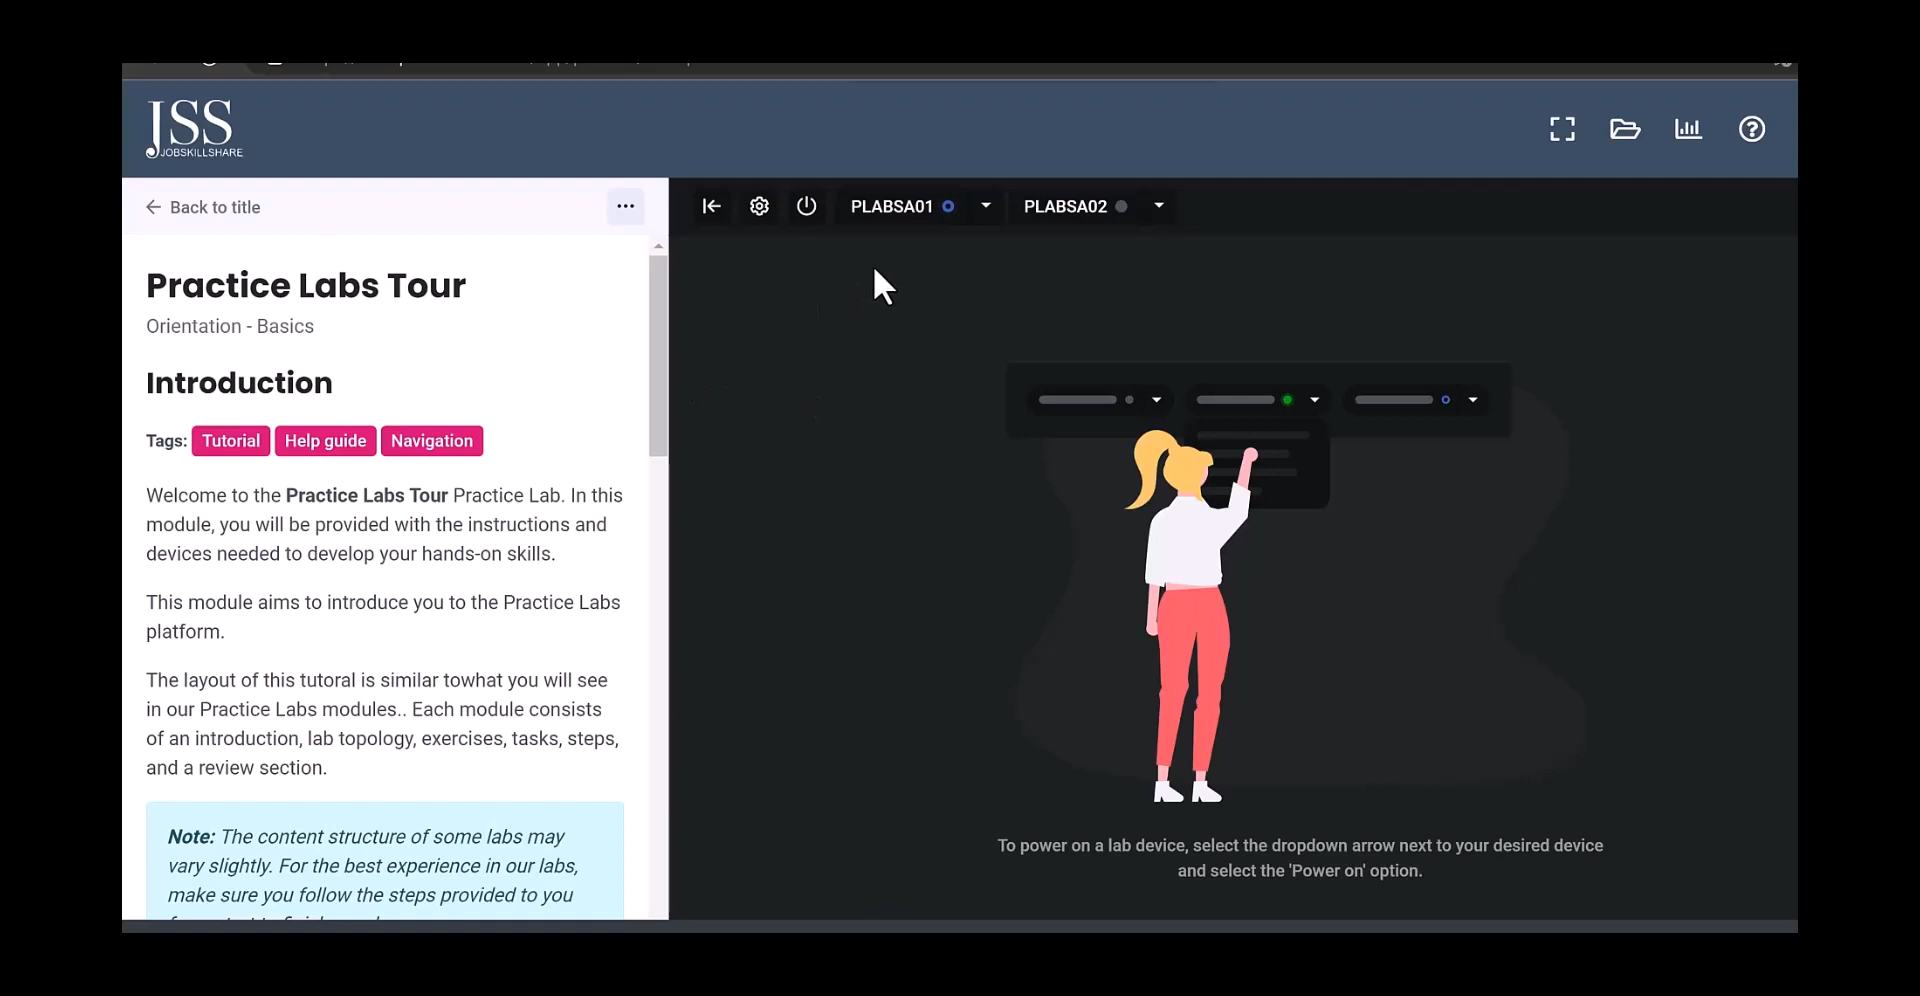 JSS
JOBSKILLSHARE
Back to title
PLABSA01
PLABSA02
Practice Labs Tour
Orientation - Basics
Introduction
Tags: Tutorial Help guide Navigation
Welcome to the Practice Labs Tour Practice Lab. In this
module, you will be provided with the instructions and
devices needed to develop your hands-on skills.
This module aims to introduce you to the Practice Labs
platform.
The layout of this tutoral is similar towhat you will see
in our Practice Labs modules.. Each module consists
of an introduction, lab topology, exercises, tasks, steps,
and a review section.
Note: The content structure of some labs may
vary slightly. For the best experience in our labs,
make sure you follow the steps provided to you
To power on a lab device, select the dropdown arrow next to your desired device
and select the 'Power on' option.